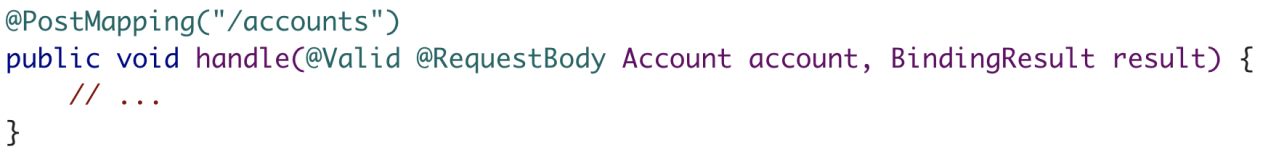 @PostMapping("/accounts")
public void handle(@Valid @RequestBody Account account, BindingResult result) {
    // ...
}